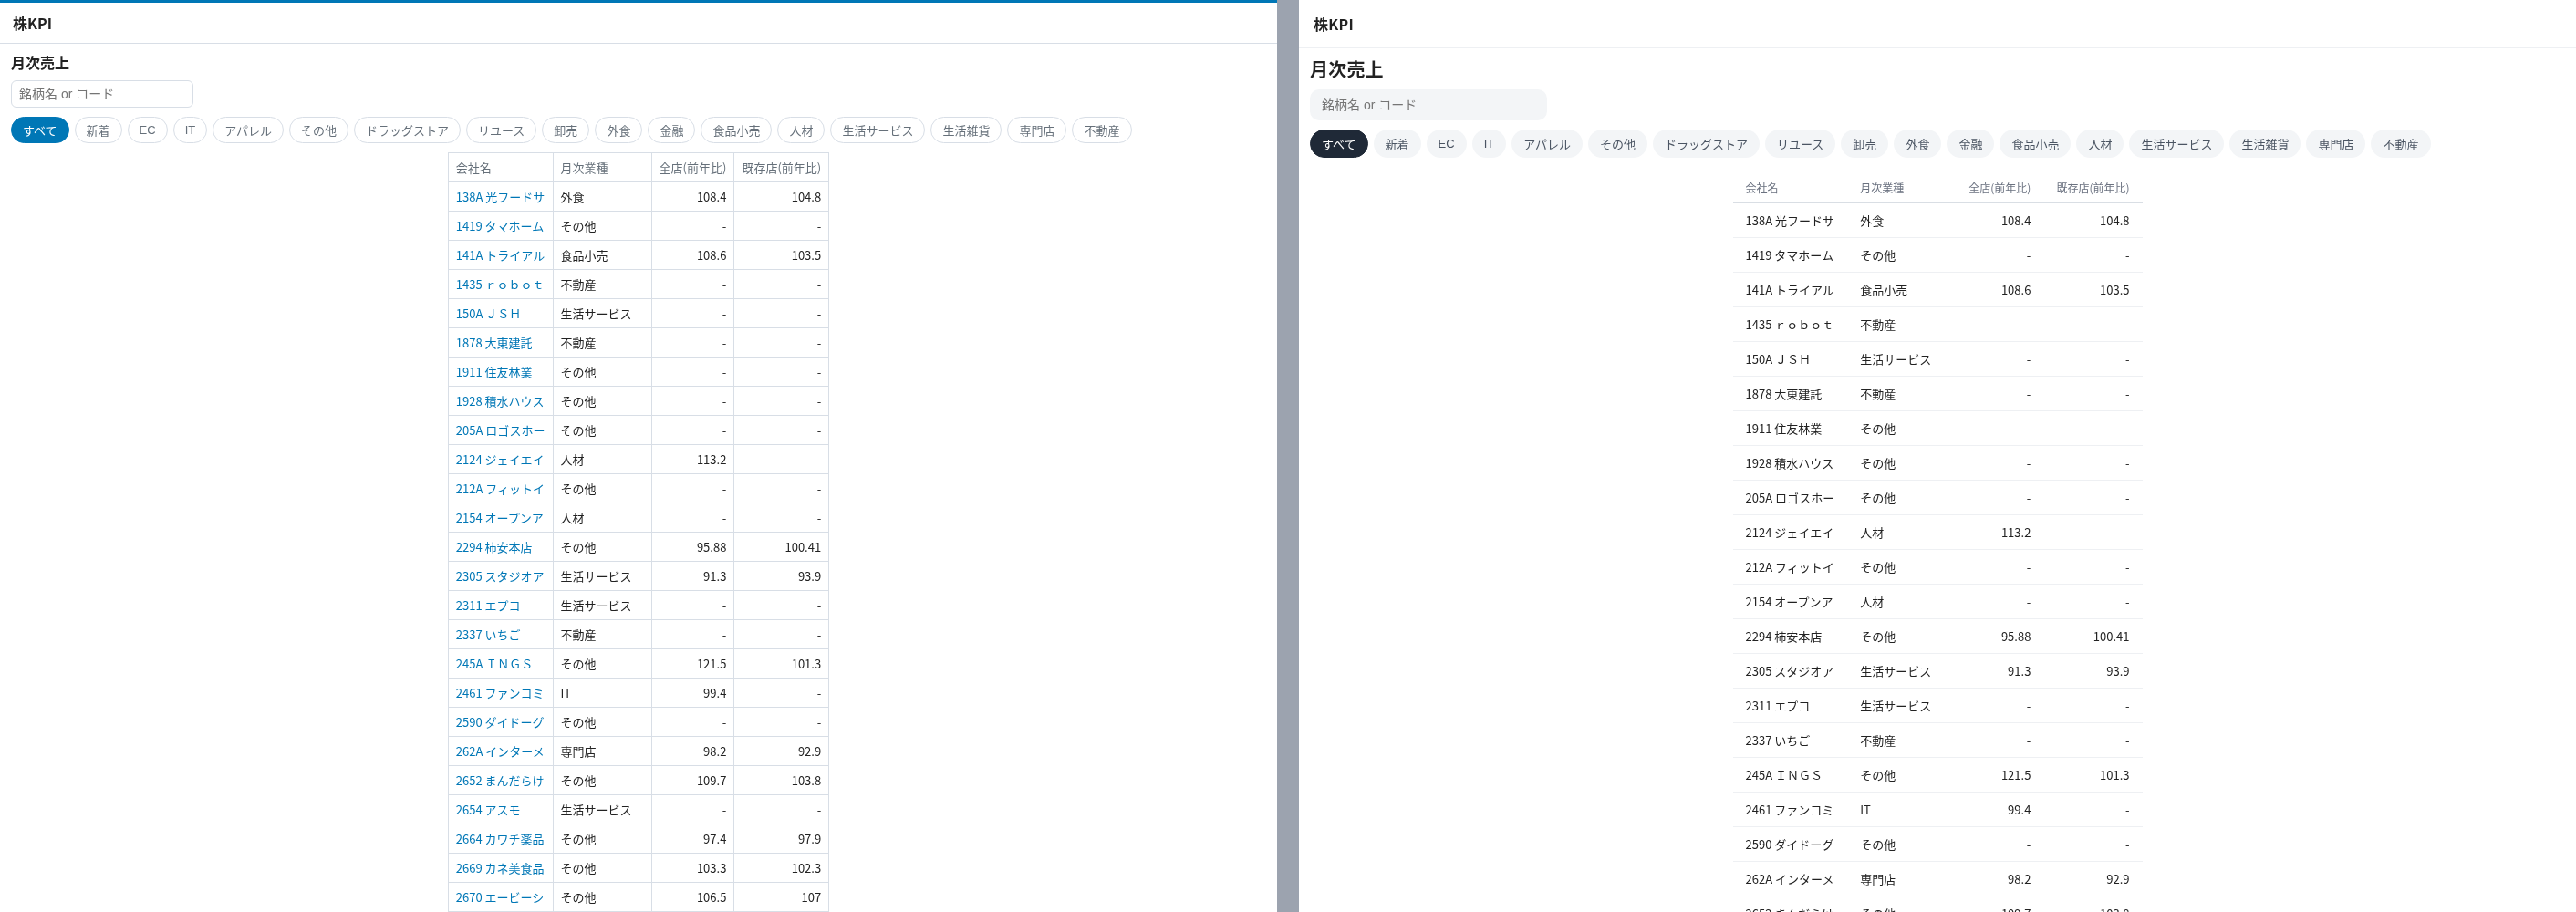 株KPI
月次売上
銘柄名 or コード
すべて 新着 EC IT アパレル その他 ドラッグストア リユース 卸売 外食 金融 食品小売 人材 生活サービス 生活雑貨 専門店 不動産
会社名 月次業種 全店(前年比) 既存店(前年比)
138A 光フードサ 外食 108.4 104.8
1419 タマホーム その他 - -
141A トライアル 食品小売 108.6 103.5
1435 ｒｏｂｏｔ 不動産 - -
150A ＪＳＨ 生活サービス - -
1878 大東建託 不動産 - -
1911 住友林業 その他 - -
1928 積水ハウス その他 - -
205A ロゴスホー その他 - -
2124 ジェイエイ 人材 113.2 -
212A フィットイ その他 - -
2154 オープンア 人材 - -
2294 柿安本店 その他 95.88 100.41
2305 スタジオア 生活サービス 91.3 93.9
2311 エプコ 生活サービス - -
2337 いちご 不動産 - -
245A ＩＮＧＳ その他 121.5 101.3
2461 ファンコミ IT 99.4 -
2590 ダイドーグ その他 - -
262A インターメ 専門店 98.2 92.9
2652 まんだらけ その他 109.7 103.8
2654 アスモ 生活サービス - -
2664 カワチ薬品 その他 97.4 97.9
2669 カネ美食品 その他 103.3 102.3
2670 エービーシ その他 106.5 107
株KPI
月次売上
銘柄名 or コード
すべて 新着 EC IT アパレル その他 ドラッグストア リユース 卸売 外食 金融 食品小売 人材 生活サービス 生活雑貨 専門店 不動産
会社名 月次業種 全店(前年比) 既存店(前年比)
138A 光フードサ 外食 108.4 104.8
1419 タマホーム その他 - -
141A トライアル 食品小売 108.6 103.5
1435 ｒｏｂｏｔ 不動産 - -
150A ＪＳＨ 生活サービス - -
1878 大東建託 不動産 - -
1911 住友林業 その他 - -
1928 積水ハウス その他 - -
205A ロゴスホー その他 - -
2124 ジェイエイ 人材 113.2 -
212A フィットイ その他 - -
2154 オープンア 人材 - -
2294 柿安本店 その他 95.88 100.41
2305 スタジオア 生活サービス 91.3 93.9
2311 エプコ 生活サービス - -
2337 いちご 不動産 - -
245A ＩＮＧＳ その他 121.5 101.3
2461 ファンコミ IT 99.4 -
2590 ダイドーグ その他 - -
262A インターメ 専門店 98.2 92.9